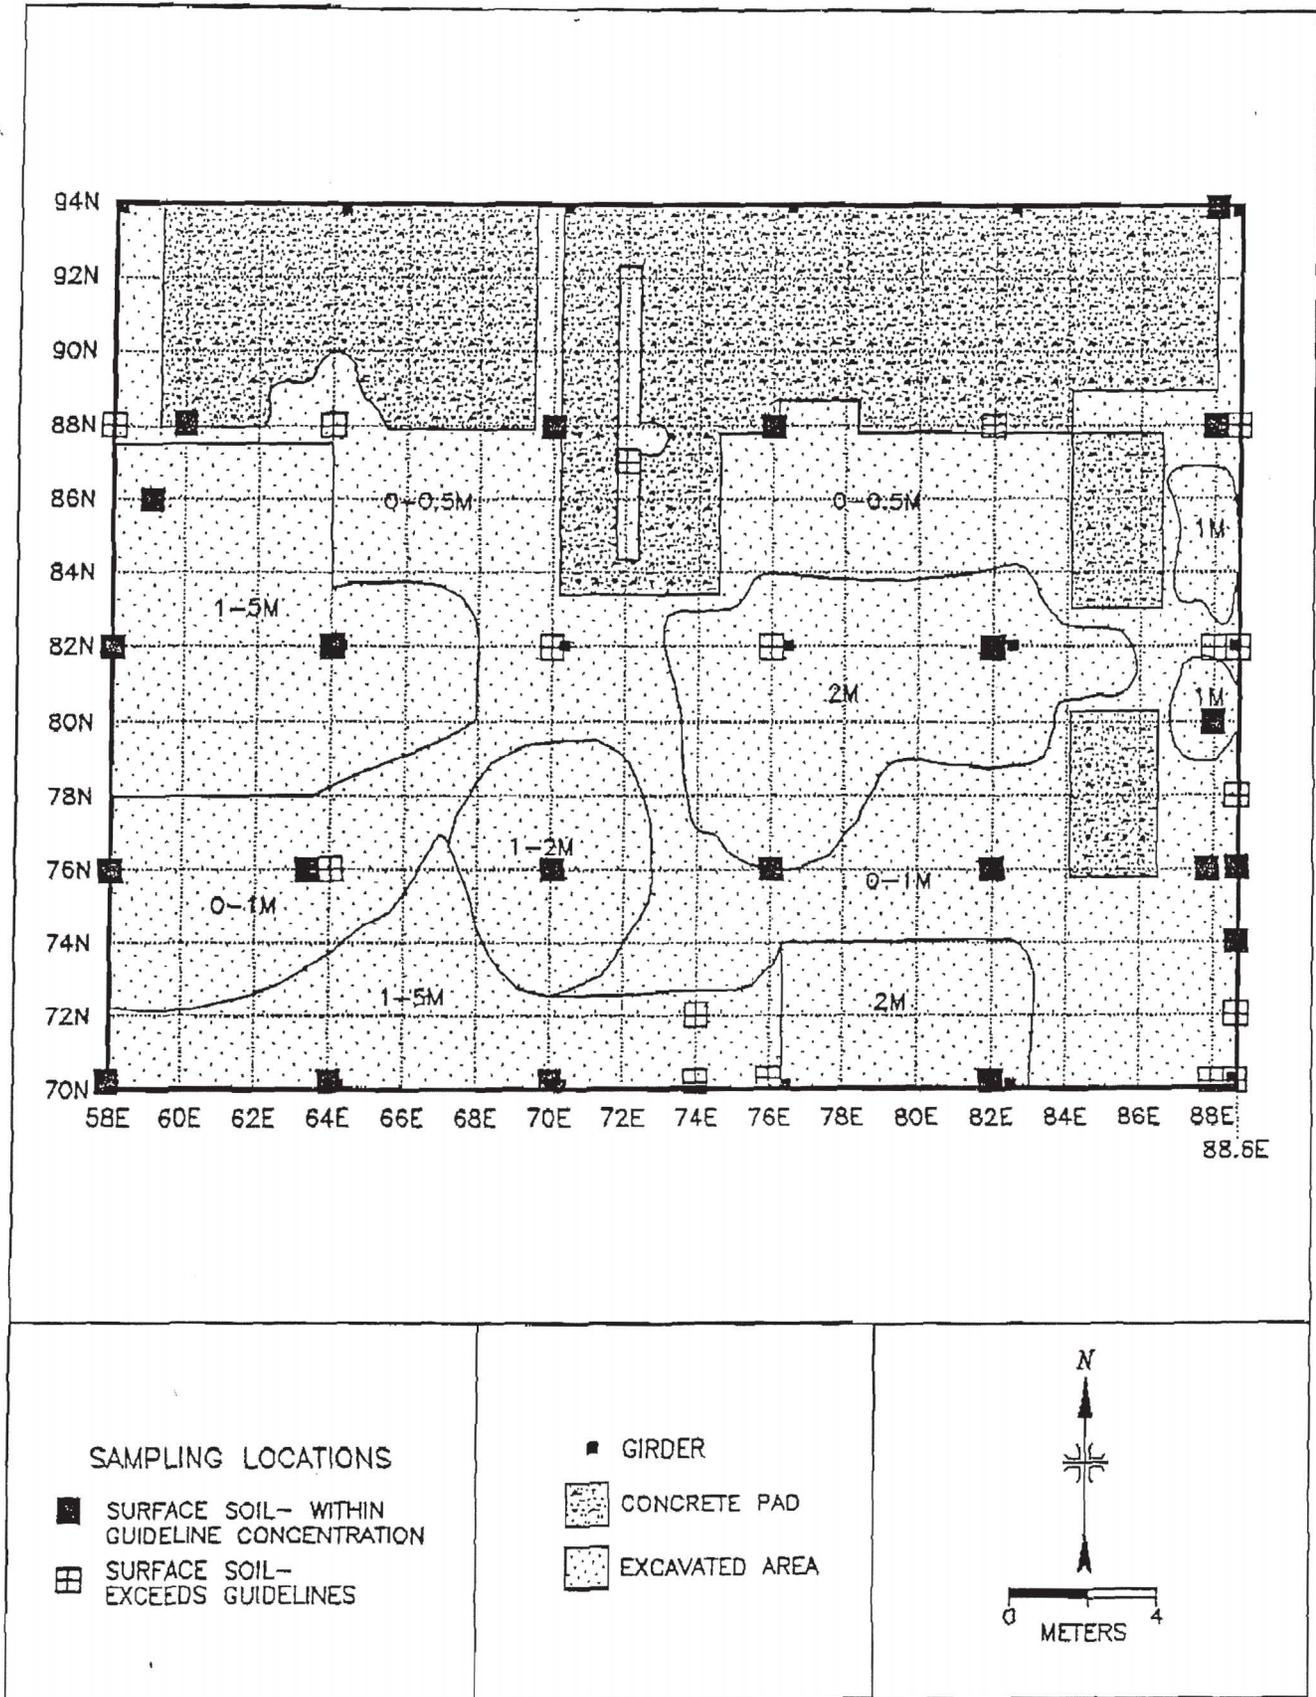 94N
92N
90N
88N
86N
0-0.5M
0-0.5M
1M
84N
1-5M
82N
2M
1M
80N
78N
1-2M
76N
0-1M
0-1M
74N
1-5M
2M
72N
70N
58E 60E 62E 64E 66E 68E 70E 72E 74E 76E 78E 80E 82E 84E 86E 88E
88.6E
SAMPLING LOCATIONS
SURFACE SOIL- WITHIN
GUIDELINE CONCENTRATION
SURFACE SOIL-
EXCEEDS GUIDELINES
GIRDER
CONCRETE PAD
EXCAVATED AREA
N
0 4
METERS